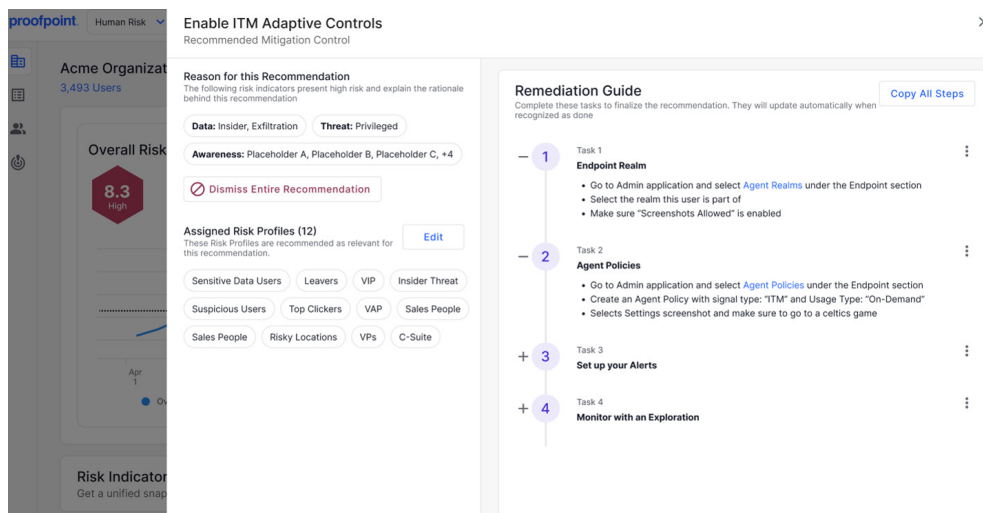 proofpoint.
Human Risk
Enable ITM Adaptive Controls
Recommended Mitigation Control
Acme Organizat
3,493 Users
Overall Risk
8.3
High
Apr
1
Ov
Risk Indicator
Get a unified snap
Reason for this Recommendation
The following risk indicators present high risk and explain the rationale
behind this recommendation
Data: Insider, Exfiltration
Threat: Privileged
Awareness: Placeholder A, Placeholder B, Placeholder C, +4
Dismiss Entire Recommendation
Assigned Risk Profiles (12)
These Risk Profiles are recommended as relevant for
this recommendation.
Edit
Sensitive Data Users
Leavers
VIP
Insider Threat
Suspicious Users
Top Clickers
VAP
Sales People
Sales People
Risky Locations
VPs
C-Suite
Remediation Guide
Complete these tasks to finalize the recommendation. They will update automatically when
recognized as done
Copy All Steps
1
Task 1
Endpoint Realm
• Go to Admin application and select Agent Realms under the Endpoint section
• Select the realm this user is part of
• Make sure “Screenshots Allowed” is enabled
2
Task 2
Agent Policies
• Go to Admin application and select Agent Policies under the Endpoint section
• Create an Agent Policy with signal type: “ITM” and Usage Type: “On-Demand”
• Selects Settings screenshot and make sure to go to a celtics game
3
Task 3
Set up your Alerts
4
Task 4
Monitor with an Exploration